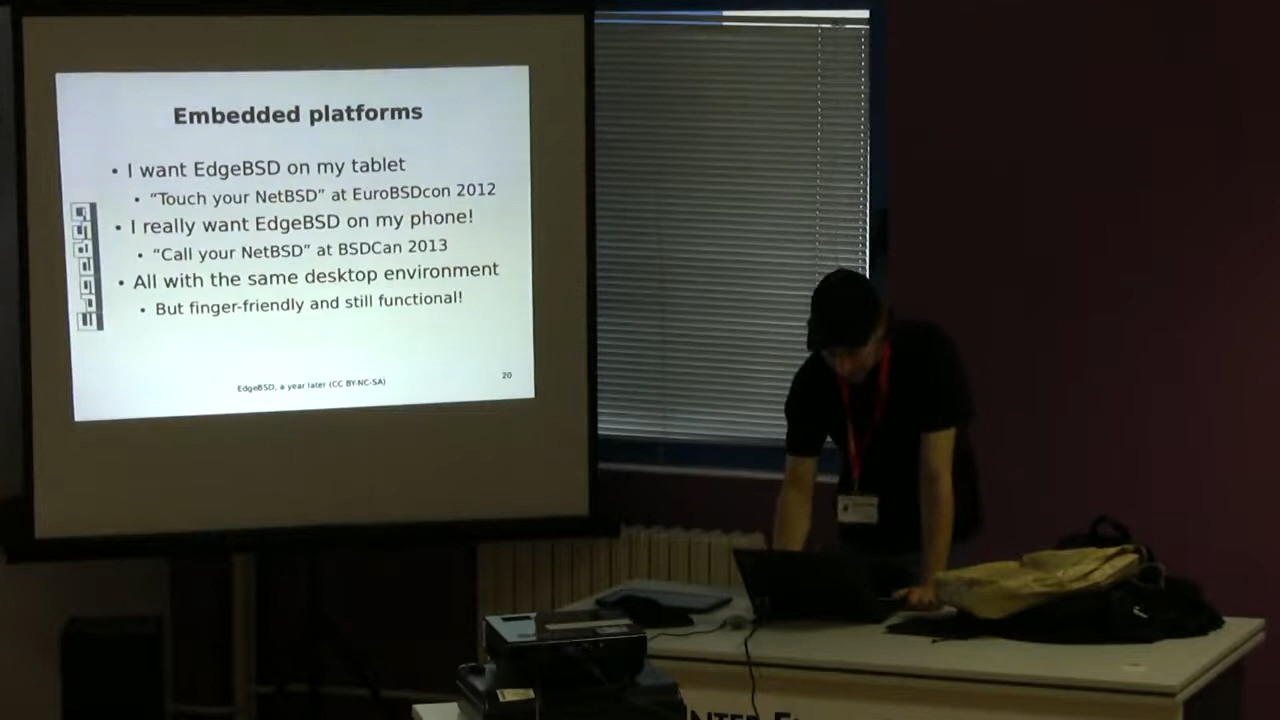 Embedded platforms
• I want EdgeBSD on my tablet
• “Touch your NetBSD” at EuroBSDcon 2012
• I really want EdgeBSD on my phone!
• “Call your NetBSD” at BSDCan 2013
• All with the same desktop environment
• But finger-friendly and still functional!
EdgeBSD, a year later (CC BY-NC-SA)
20